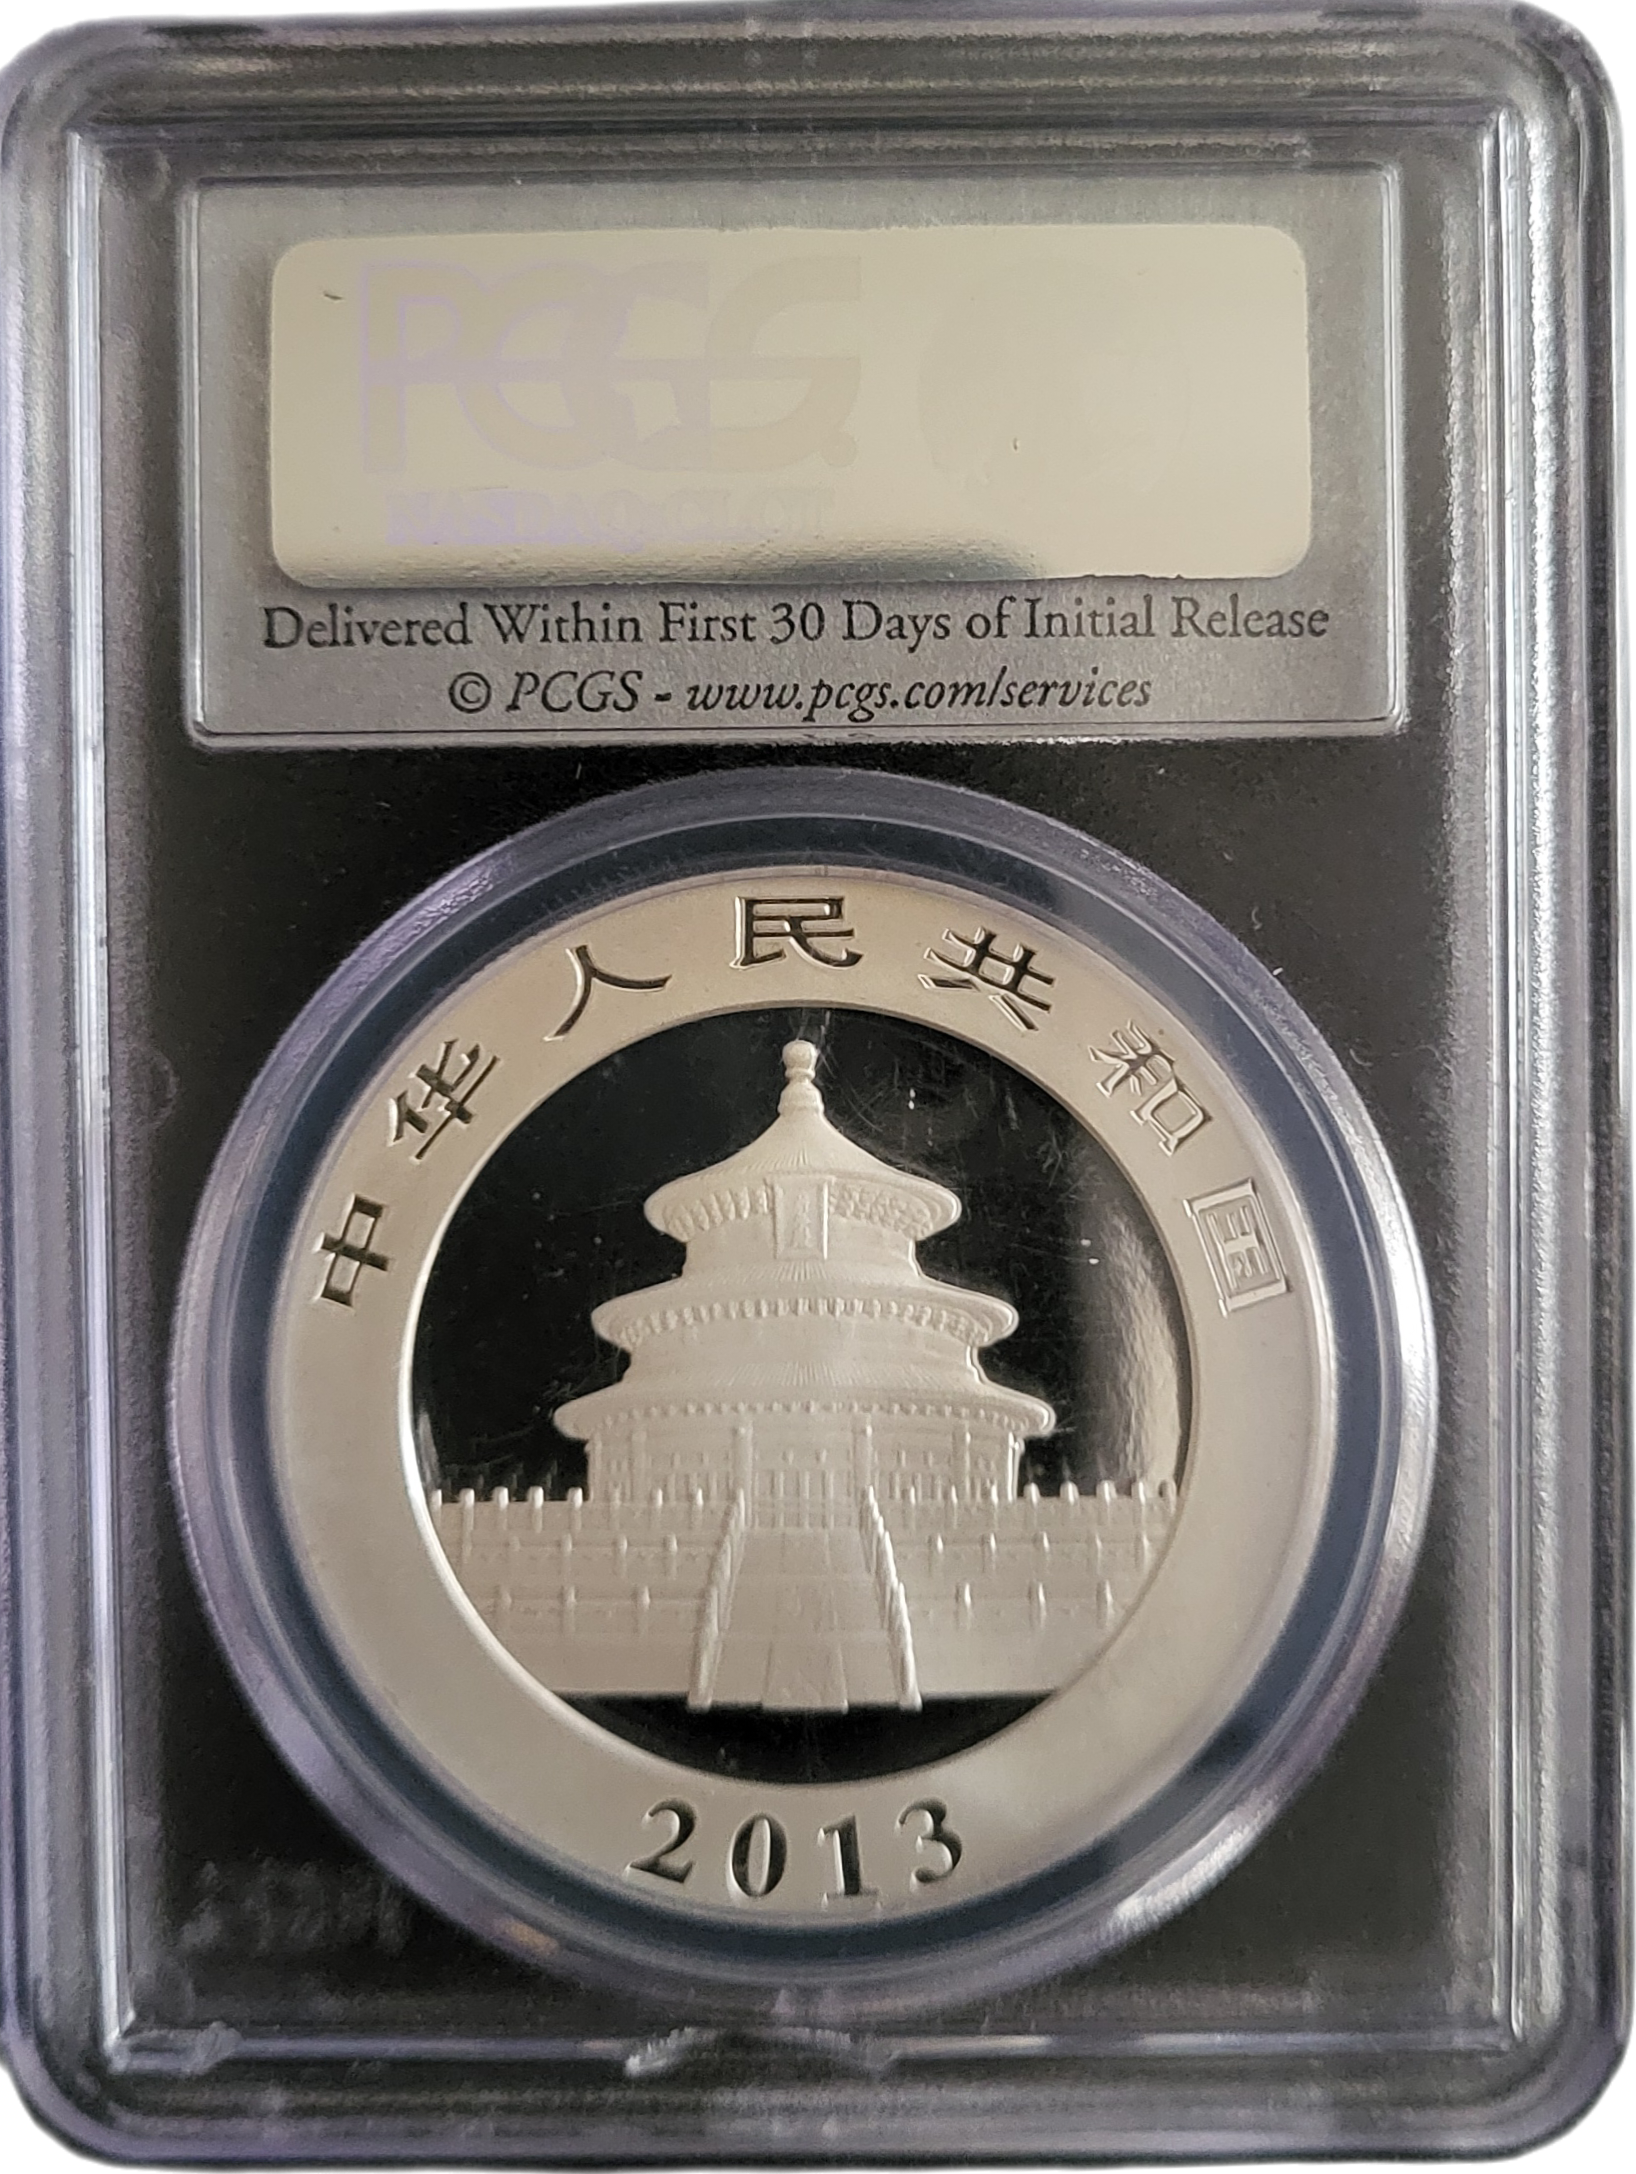 PCGS
Delivered Within First 30 Days of Initial Release
© PCGS - www.pcgs.com/services
中华人民共和国
2013